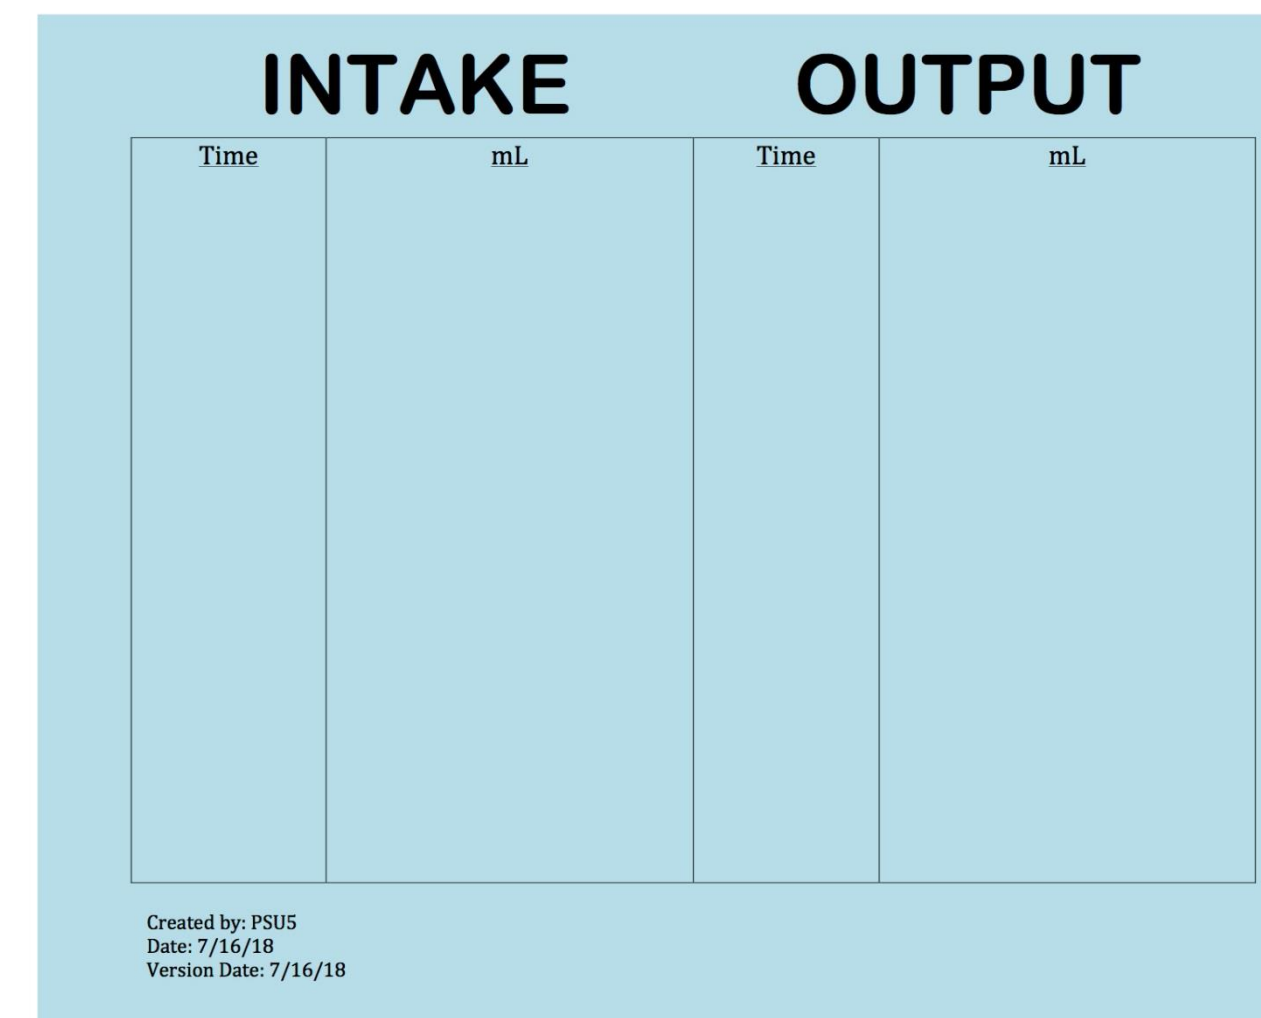 INTAKE OUTPUT
Time mL Time mL
Created by: PSU5
Date: 7/16/18
Version Date: 7/16/18